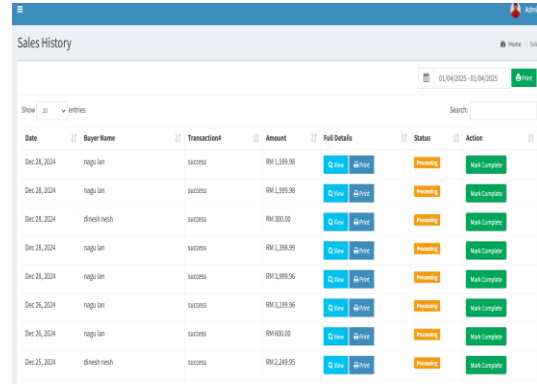 Admi
Sales History
Home
01/04/2025 - 01/04/2025 Print
Show 10 entries Search:
Date Buyer Name Transaction# Amount Full Details Status Action
Dec 28, 2024 nagu lan success RM 1,599.98 View Print Processing Mark Complete
Dec 28, 2024 nagu lan success RM 1,999.98 View Print Processing Mark Complete
Dec 28, 2024 dinesh nesh success RM 300.00 View Print Processing Mark Complete
Dec 28, 2024 nagu lan success RM 1,398.99 View Print Processing Mark Complete
Dec 28, 2024 nagu lan success RM 3,999.96 View Print Processing Mark Complete
Dec 26, 2024 nagu lan success RM 3,199.96 View Print Processing Mark Complete
Dec 26, 2024 nagu lan success RM 600.00 View Print Processing Mark Complete
Dec 25, 2024 dinesh nesh success RM 2,249.95 View Print Processing Mark Complete